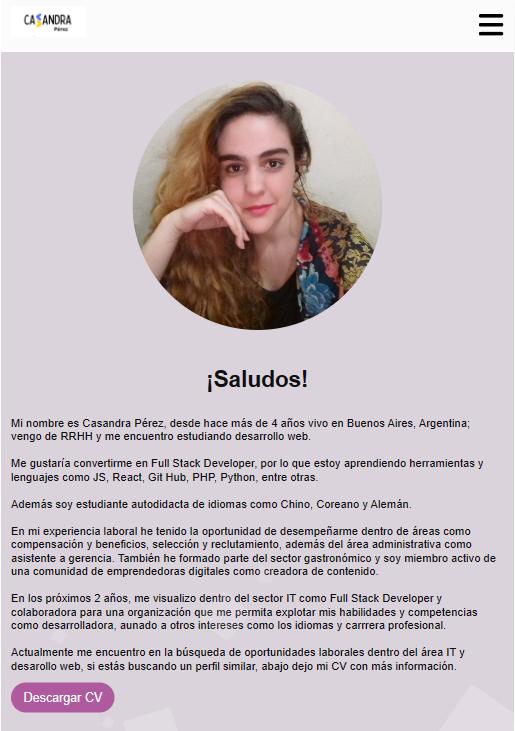 CASANDRA
Pérez
¡Saludos!
Mi nombre es Casandra Pérez, desde hace más de 4 años vivo en Buenos Aires, Argentina;
vengo de RRHH y me encuentro estudiando desarrollo web.
Me gustaría convertirme en Full Stack Developer, por lo que estoy aprendiendo herramientas y
lenguajes como JS, React, Git Hub, PHP, Python, entre otras.
Además soy estudiante autodidacta de idiomas como Chino, Coreano y Alemán.
En mi experiencia laboral he tenido la oportunidad de desempeñarme dentro de áreas como
compensación y beneficios, selección y reclutamiento, además del área administrativa como
asistente a gerencia. También he formado parte del sector gastronómico y soy miembro activo de
una comunidad de emprendedoras digitales como creadora de contenido.
En los próximos 2 años, me visualizo dentro del sector IT como Full Stack Developer y
colaboradora para una organización que me permita explotar mis habilidades y competencias
como desarrolladora, aunado a otros intereses como los idiomas y carrrera profesional.
Actualmente me encuentro en la búsqueda de oportunidades laborales dentro del área IT y
desarollo web, si estás buscando un perfil similar, abajo dejo mi CV con más información.
Descargar CV